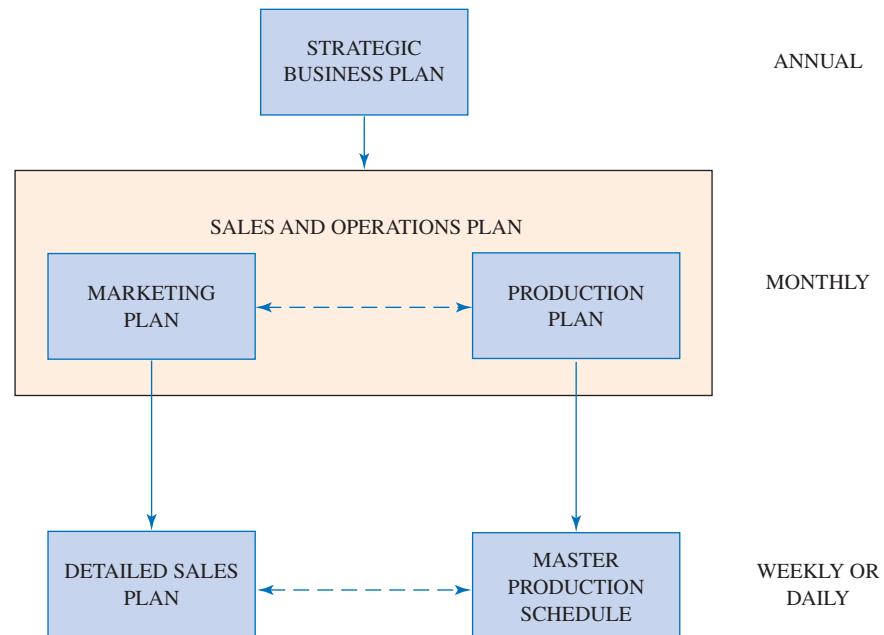 STRATEGIC
BUSINESS PLAN
ANNUAL
SALES AND OPERATIONS PLAN
MARKETING
PLAN
PRODUCTION
PLAN
MONTHLY
DETAILED SALES
PLAN
MASTER
PRODUCTION
SCHEDULE
WEEKLY OR
DAILY